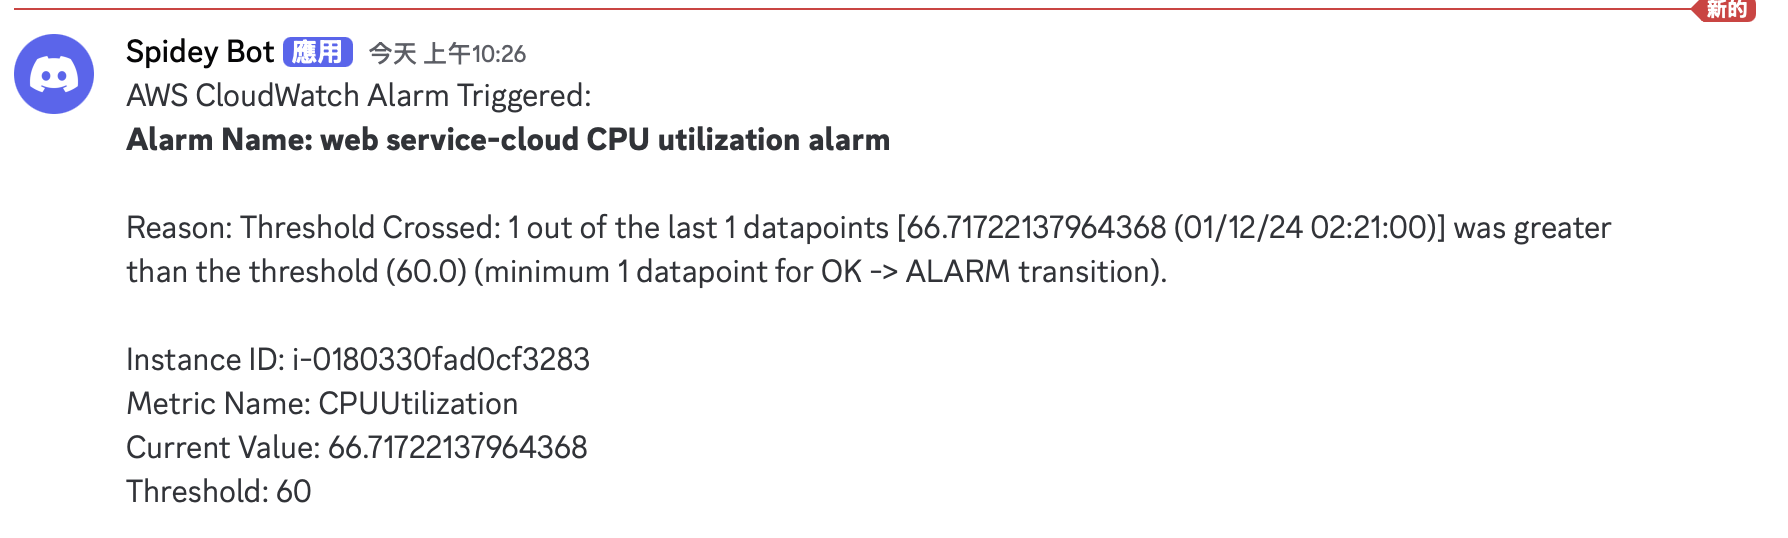 新的
Spidey Bot 應用 今天 上午10:26
AWS CloudWatch Alarm Triggered:
Alarm Name: web service-cloud CPU utilization alarm
Reason: Threshold Crossed: 1 out of the last 1 datapoints [66.71722137964368 (01/12/24 02:21:00)] was greater
than the threshold (60.0) (minimum 1 datapoint for OK -> ALARM transition).
Instance ID: i-0180330fad0cf3283
Metric Name: CPUUtilization
Current Value: 66.71722137964368
Threshold: 60